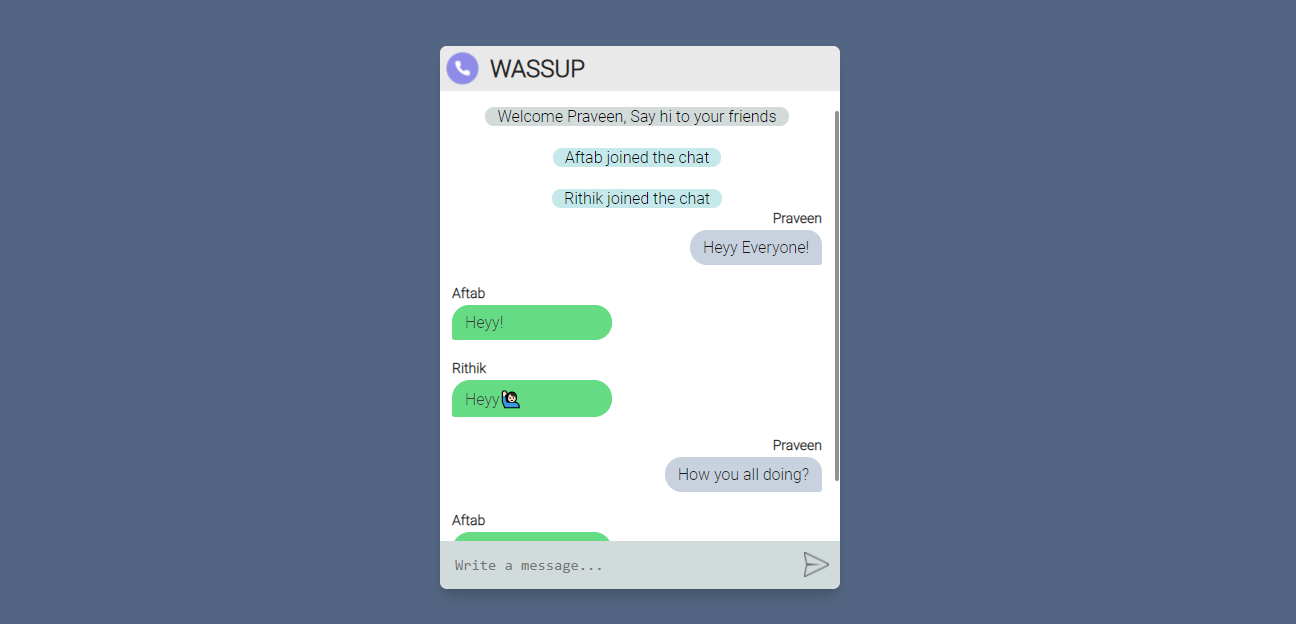 WASSUP
Welcome Praveen, Say hi to your friends
Aftab joined the chat
Rithik joined the chat
Praveen
Heyy Everyone!
Aftab
Heyy!
Rithik
Heyy🙋🏻‍♀️
Praveen
How you all doing?
Aftab
Write a message...